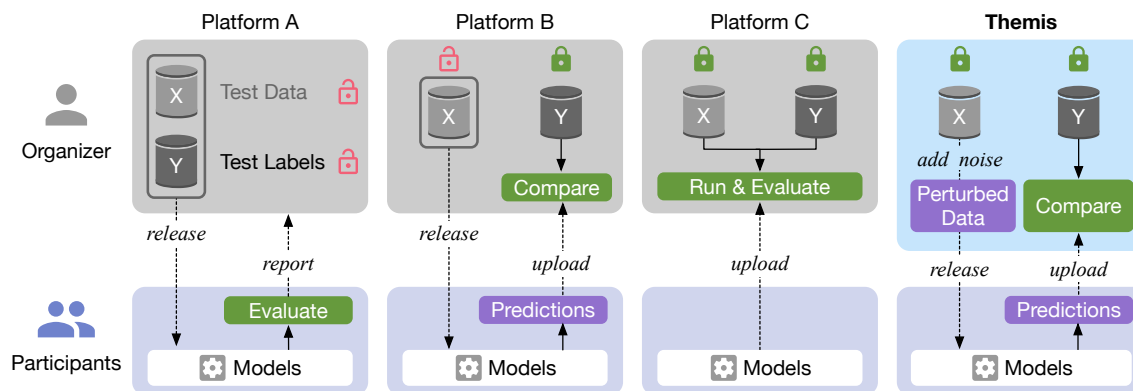 Platform A
Platform B
Platform C
Themis
Organizer
X
Test Data
Y
Test Labels
release
report
Evaluate
Models
X
Y
Compare
release
upload
Predictions
Models
X
Y
Run & Evaluate
upload
Models
X
Y
add noise
Perturbed
Data
Compare
release
upload
Predictions
Models
Participants